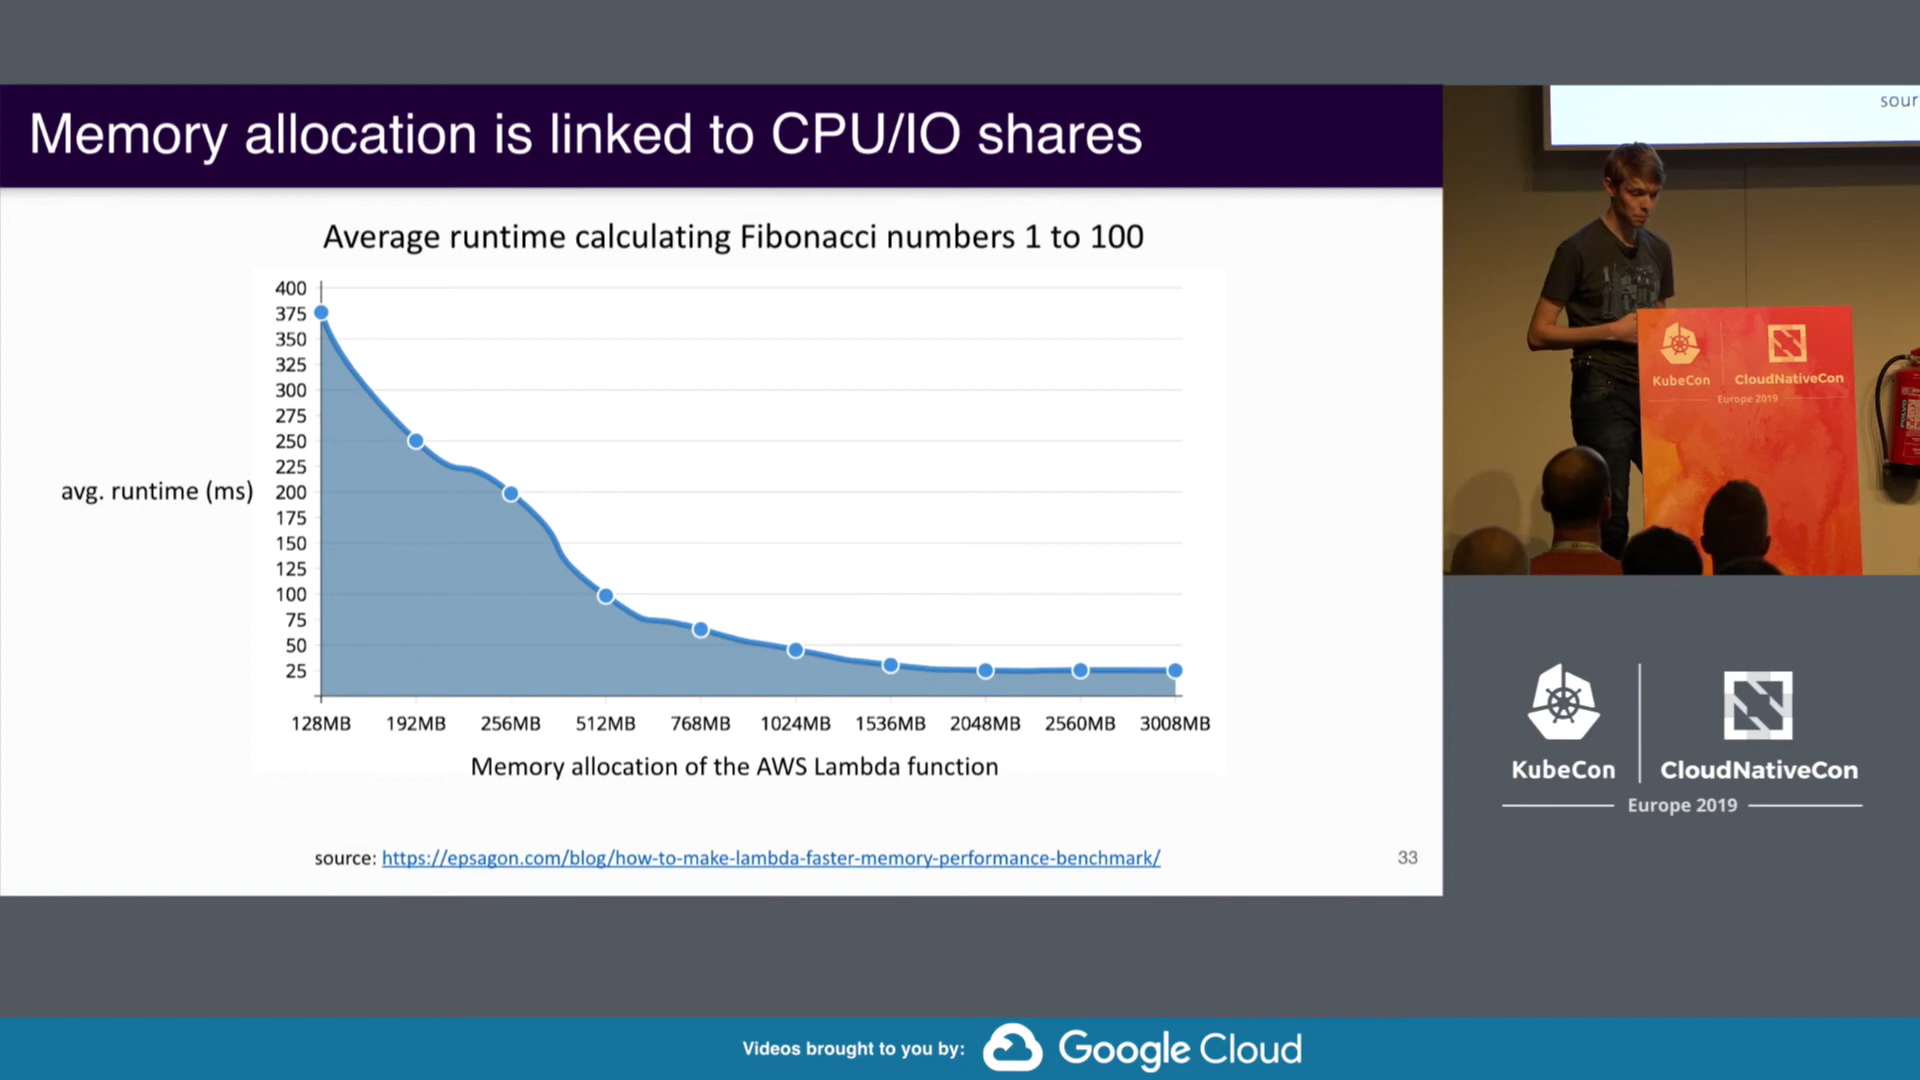 Memory allocation is linked to CPU/IO shares
Average runtime calculating Fibonacci numbers 1 to 100
400
375
350
325
300
275
250
225
avg. runtime (ms)
200
175
150
125
100
75
50
25
128MB 192MB 256MB 512MB 768MB 1024MB 1536MB 2048MB 2560MB 3008MB
Memory allocation of the AWS Lambda function
source: https://epsagon.com/blog/how-to-make-lambda-faster-memory-performance-benchmark/
33
sour
KubeCon CloudNativeCon
Europe 2019
KubeCon CloudNativeCon
Europe 2019
Videos brought to you by: Google Cloud